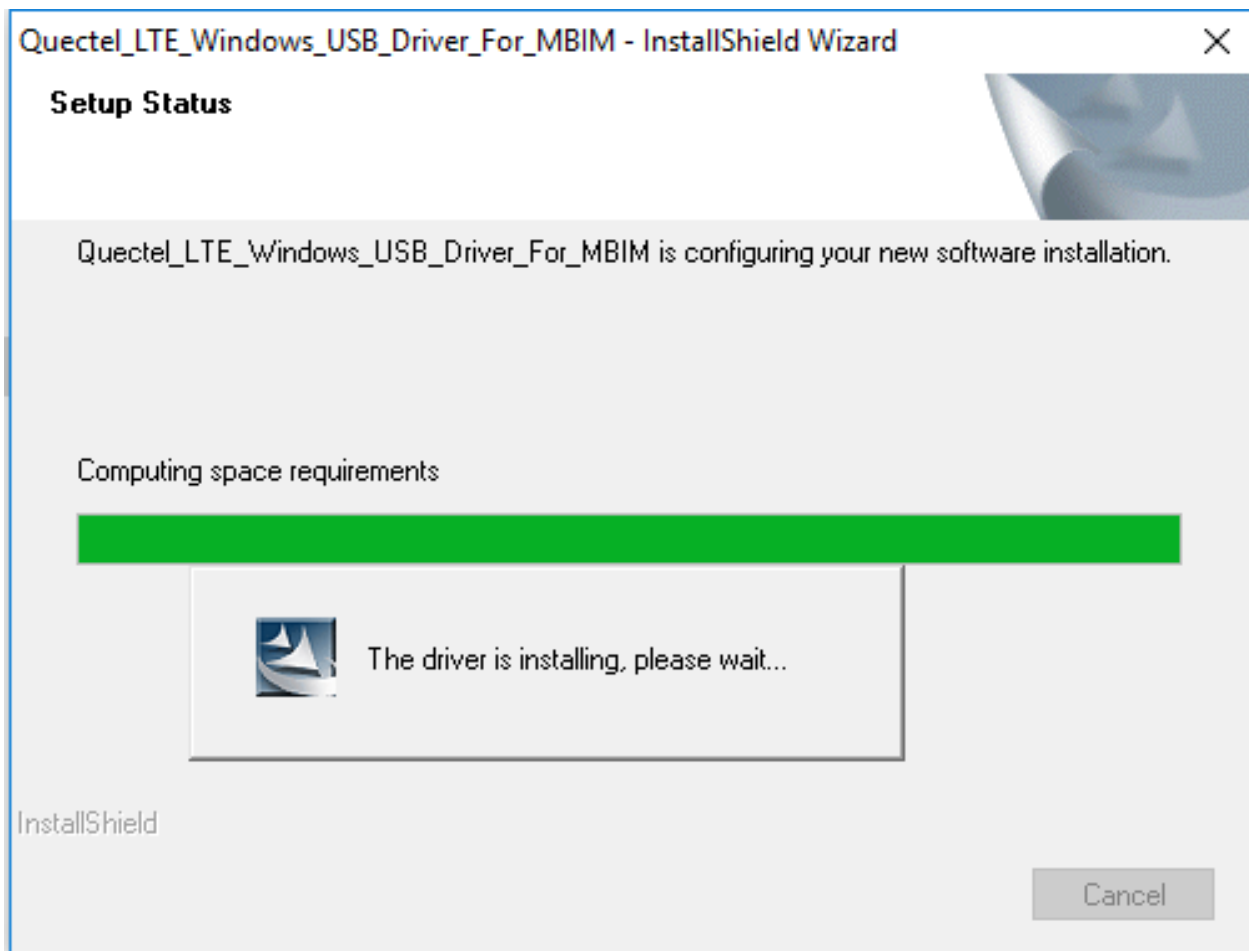 Quectel_LTE_Windows_USB_Driver_For_MBIM - InstallShield Wizard
Setup Status
Quectel_LTE_Windows_USB_Driver_For_MBIM is configuring your new software installation.
Computing space requirements
The driver is installing, please wait...
InstallShield
Cancel